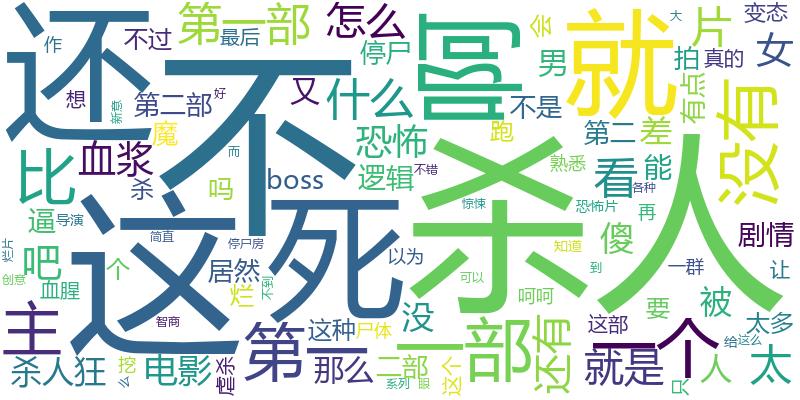 还
不
这
死
杀人
就
啊
第一部
怎么
最后
不过
作
停尸
会
男
片
拍
变态
大
女
真的
想
第二部
好
新意
魔
又
什么
不是
有点
没有
比
血浆
杀
而
吗
boss
恐怖
逻辑
跑
不错
第二
差
熟悉
看
能
各种
恐怖片
再
惊悚
逼
导演
烂片
简直
停尸房
创意
吧
血腥
个
居然
烂
不到
以为
知道
可以
到
傻
一群
剧情
让
主
智商
第一
这种
尸体
没
一部
呵呵
还有
要
这部
被
给
这么
太多
杀人狂
么
挖
电影
虐杀
那么
二部
系列
这个
就是
一个
只
人
太